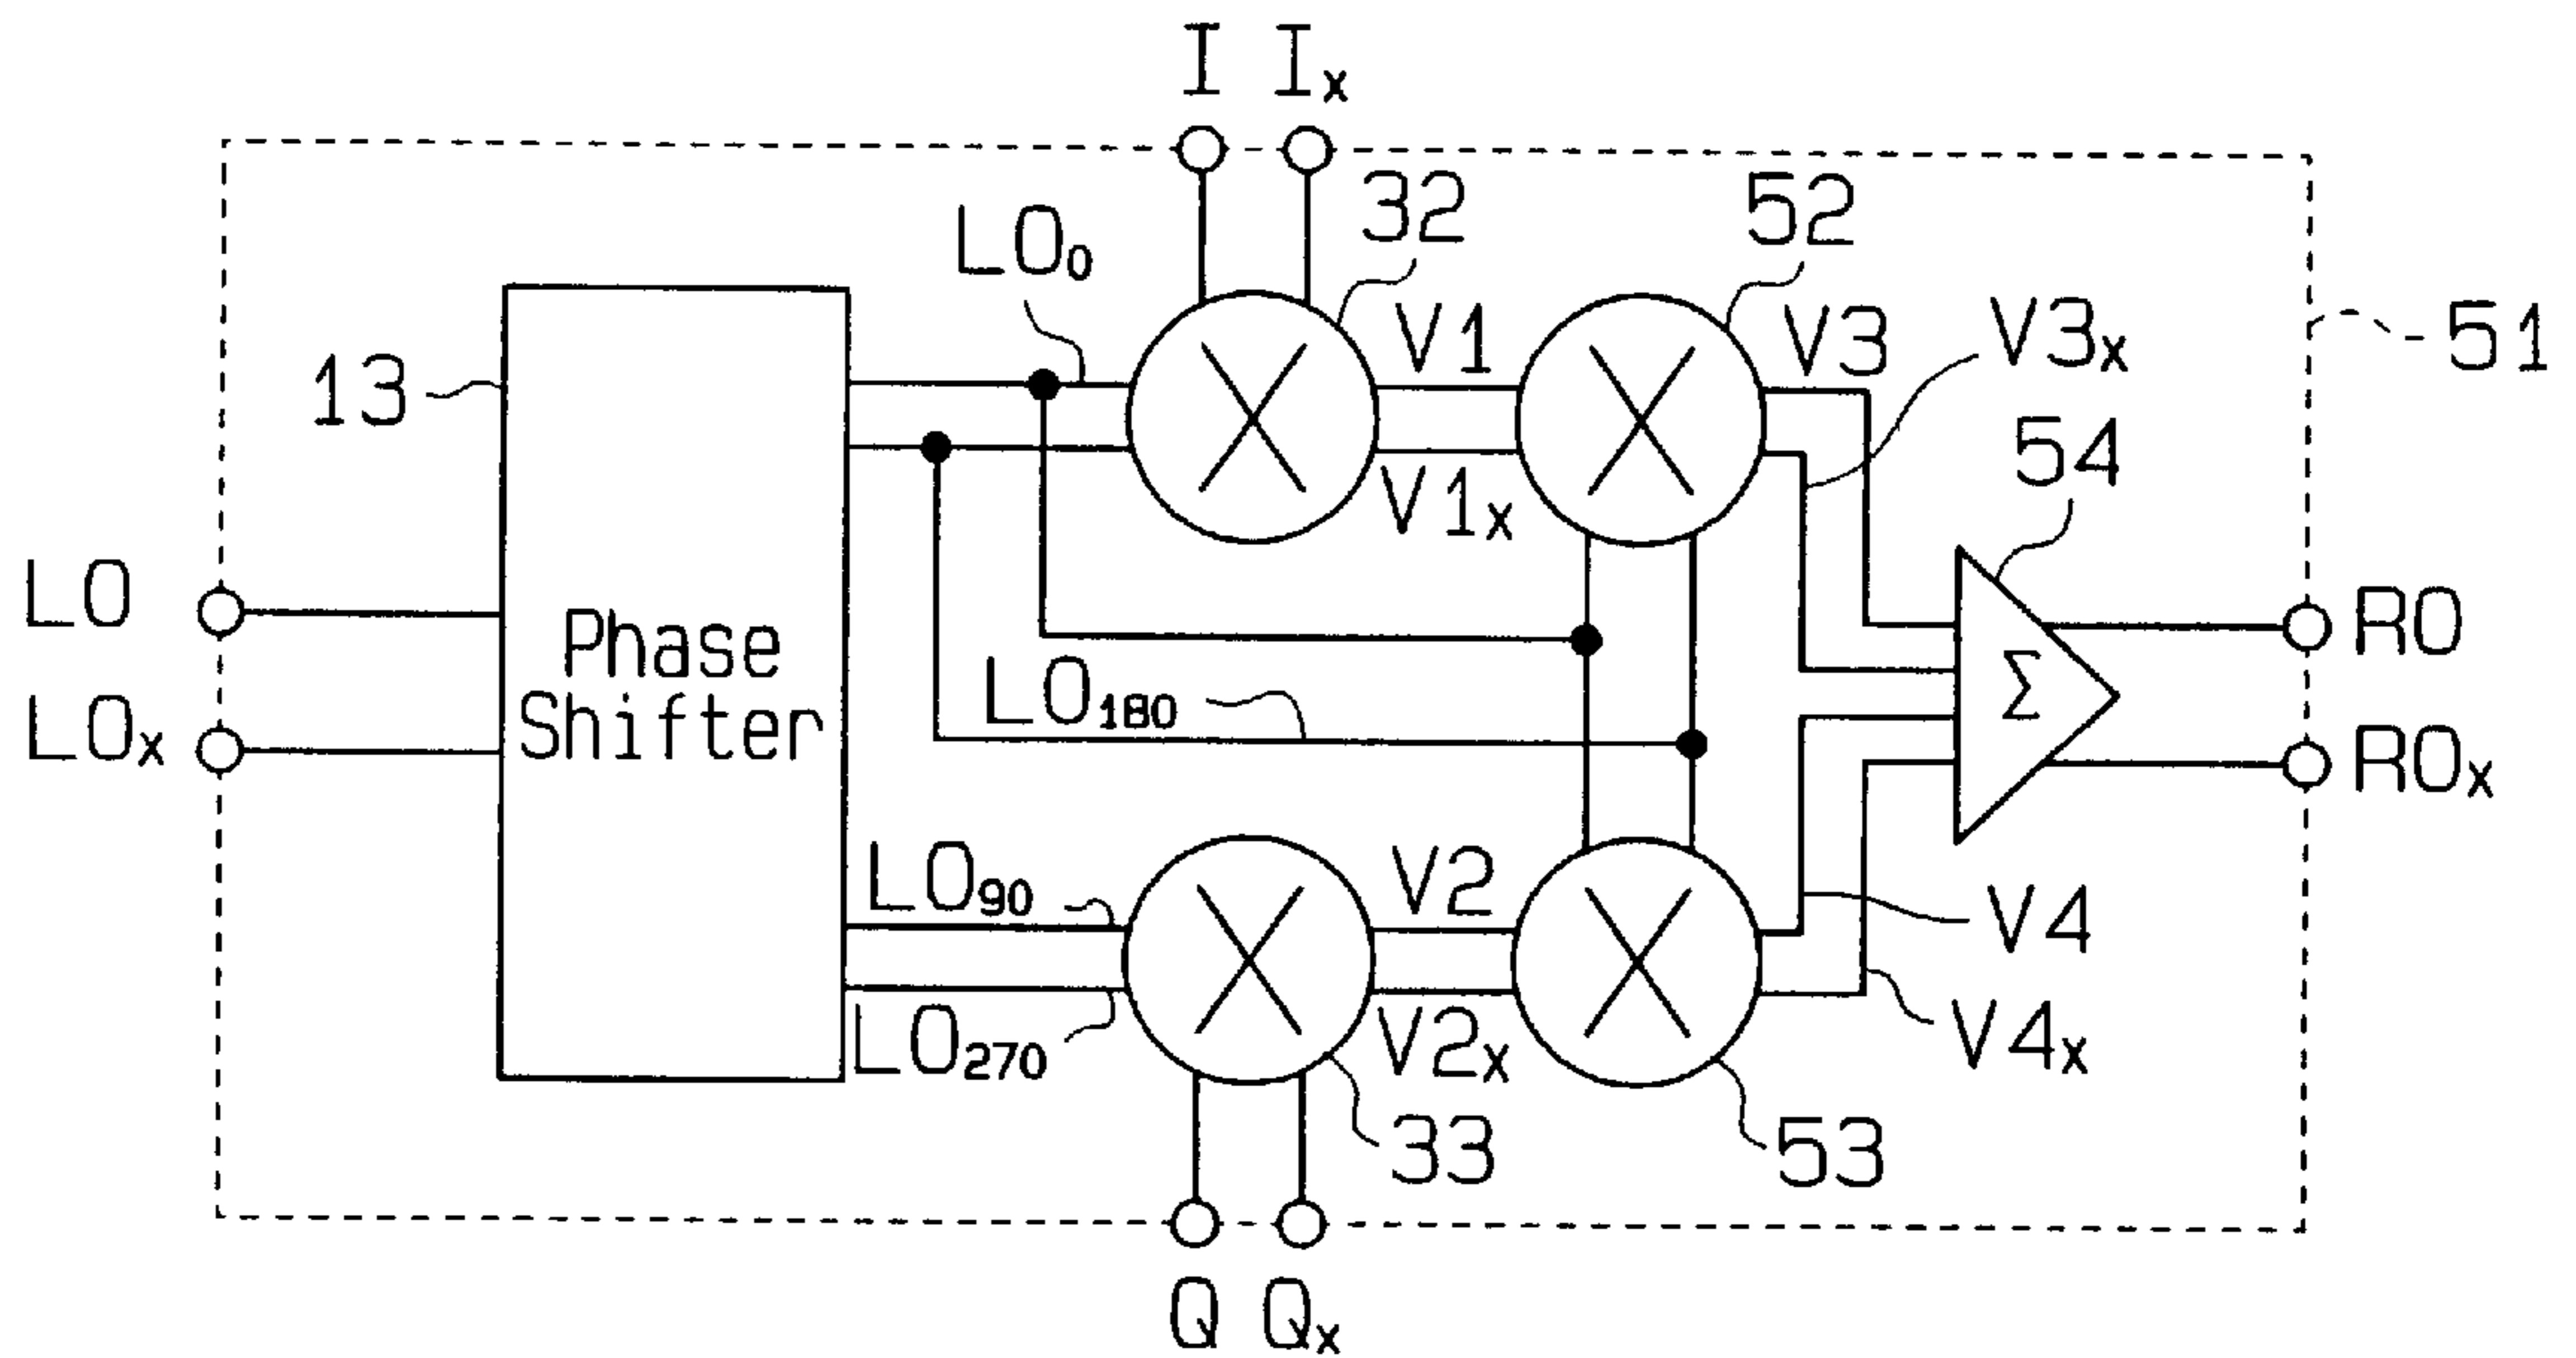 I Ix
32
52
LO0
V1
V3
V3x
51
13
54
V1x
LO
RO
Phase
Shifter
Σ
LO180
LOx
ROx
LO90
V2
V4
LO270
V2x
V4x
33
53
Q Qx